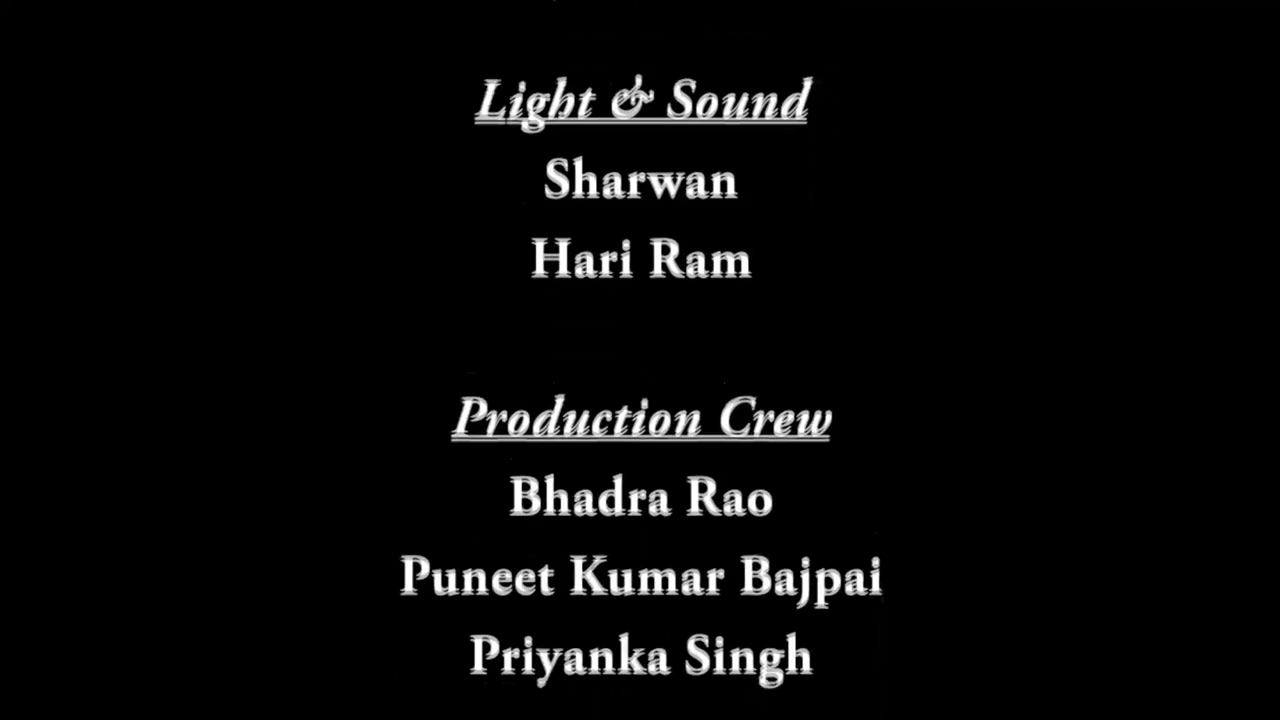 Light & Sound
Sharwan
Hari Ram
Production Crew
Bhadra Rao
Puneet Kumar Bajpai
Priyanka Singh